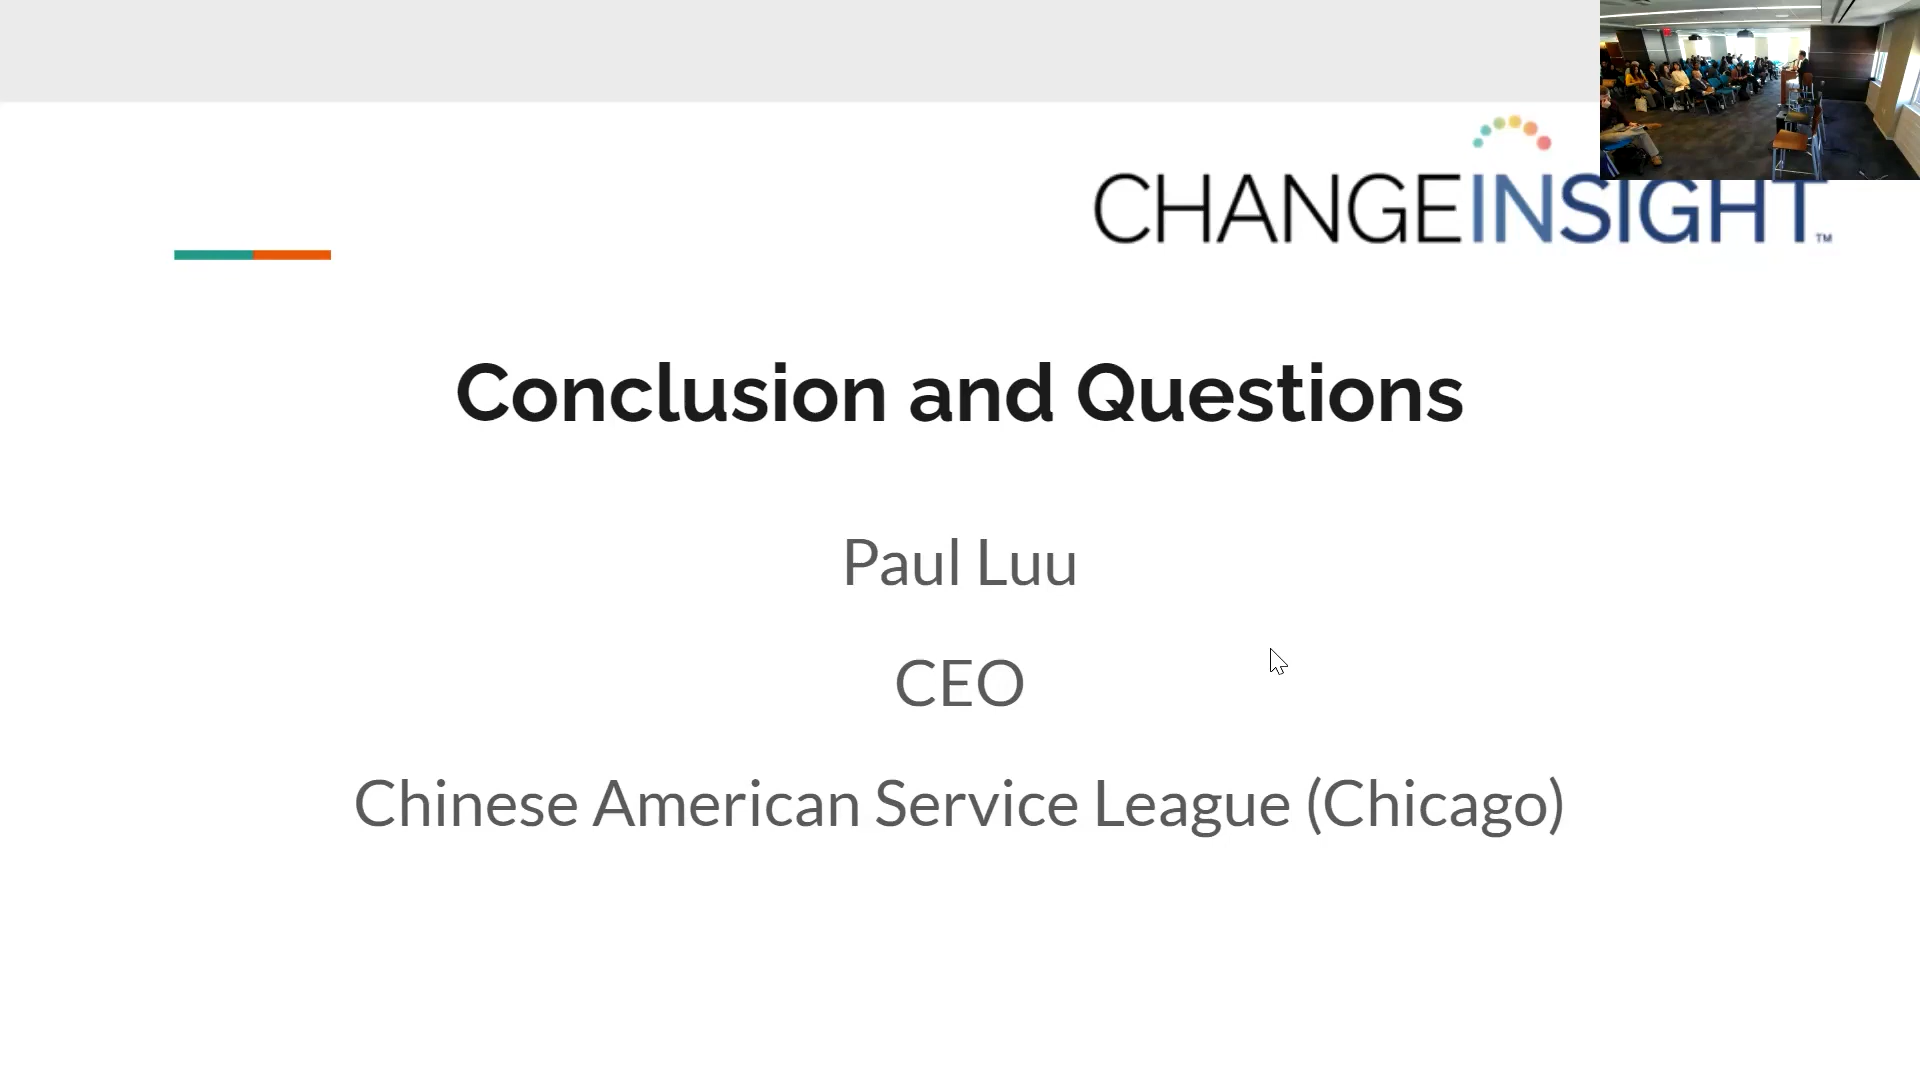 CHANGEINSIGHT™
Conclusion and Questions
Paul Luu
CEO
Chinese American Service League (Chicago)